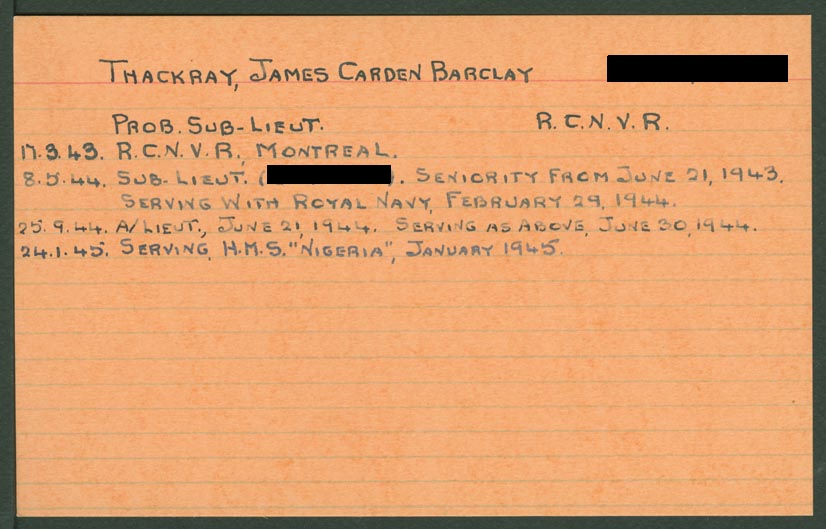 THACKRAY, JAMES CARDEN BARCLAY
PROB. SUB-LIEUT. R.C.N.V.R.
17.3.43. R.C.N.V.R., MONTREAL.
8.5.44. SUB-LIEUT. ( ). SENIORITY FROM JUNE 21, 1943.
SERVING WITH ROYAL NAVY, FEBRUARY 29, 1944.
25.9.44. A/LIEUT., JUNE 21, 1944. SERVING AS ABOVE, JUNE 30, 1944.
24.1.45. SERVING, H.M.S. "NIGERIA", JANUARY 1945.